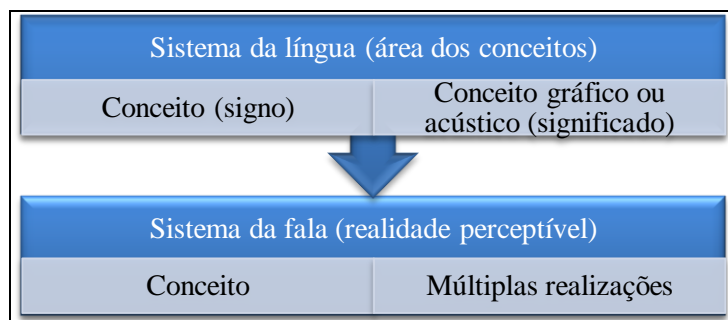 Sistema da língua (área dos conceitos)
Conceito (signo)
Conceito gráfico ou
acústico (significado)
Sistema da fala (realidade perceptível)
Conceito
Múltiplas realizações